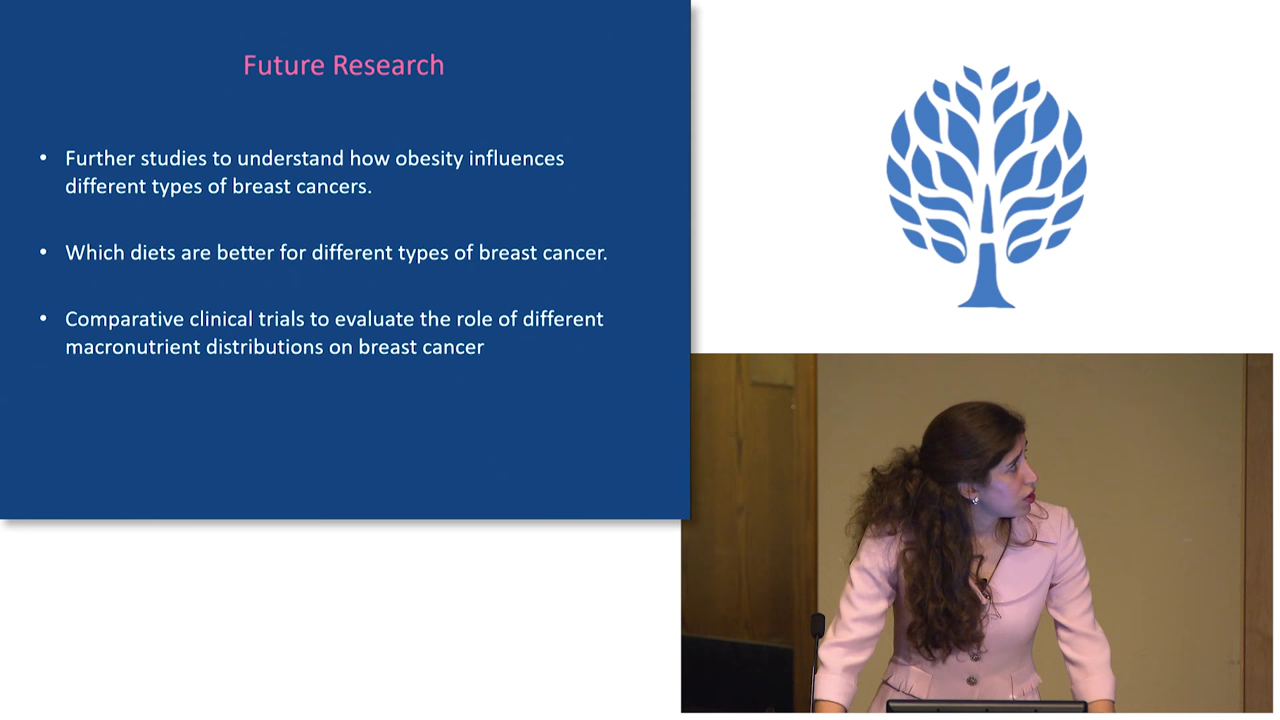 Future Research
• Further studies to understand how obesity influences
different types of breast cancers.
• Which diets are better for different types of breast cancer.
• Comparative clinical trials to evaluate the role of different
macronutrient distributions on breast cancer